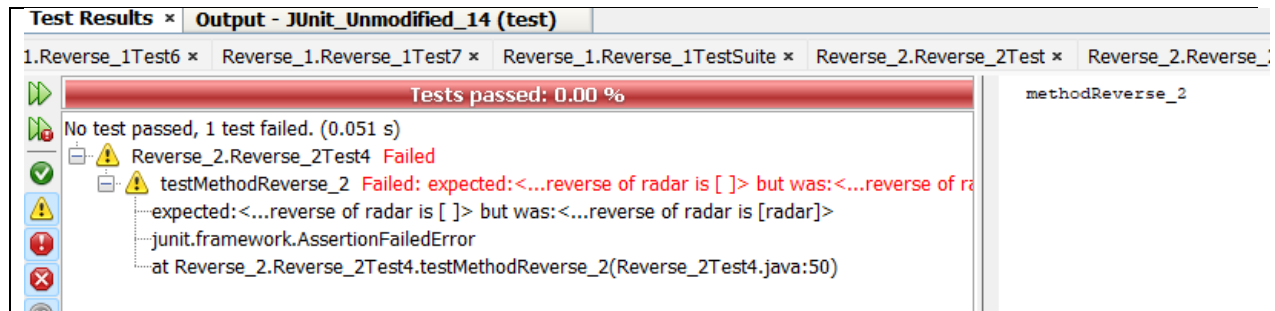 Test Results × Output - JUnit_Unmodified_14 (test)
1.Reverse_1Test6 × Reverse_1.Reverse_1Test7 × Reverse_1.Reverse_1TestSuite × Reverse_2.Reverse_2Test × Reverse_2.Reverse_
Tests passed: 0.00 %
methodReverse_2
No test passed, 1 test failed. (0.051 s)
Reverse_2.Reverse_2Test4 Failed
testMethodReverse_2 Failed: expected:<...reverse of radar is [ ]> but was:<...reverse of ra
expected:<...reverse of radar is [ ]> but was:<...reverse of radar is [radar]>
junit.framework.AssertionFailedError
at Reverse_2.Reverse_2Test4.testMethodReverse_2(Reverse_2Test4.java:50)